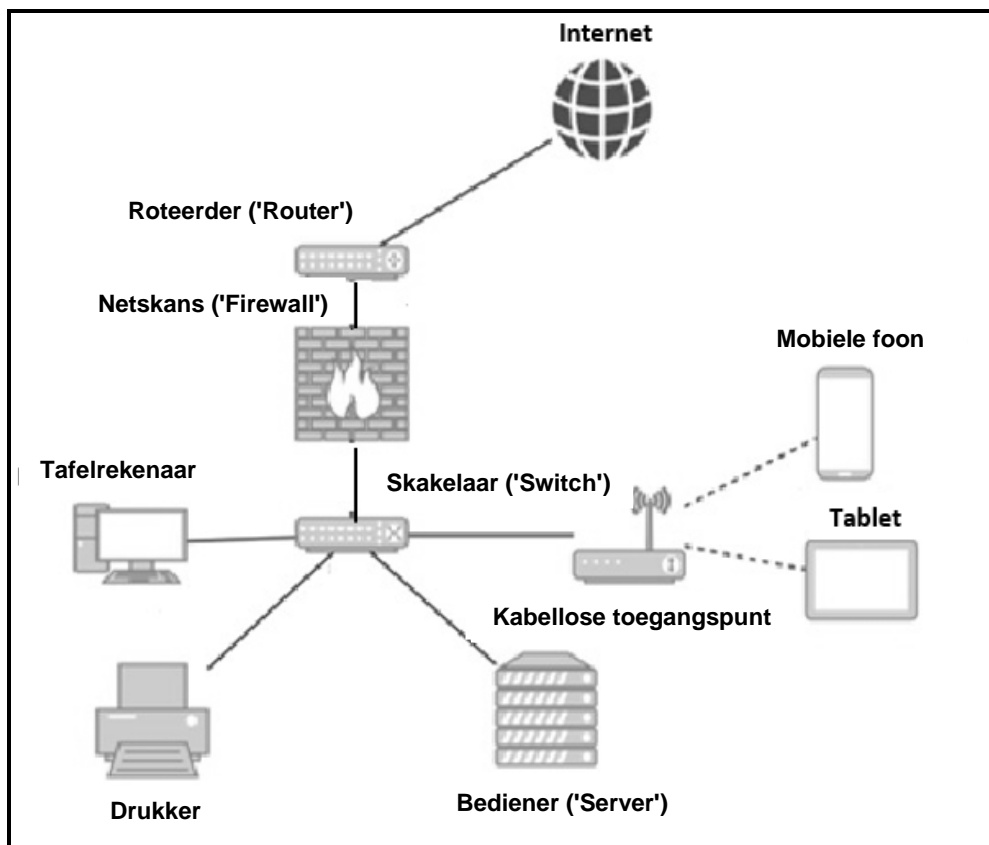 Internet
Roteerder ('Router')
Netskans ('Firewall')
Mobiele foon
Tafelrekenaar
Skakelaar ('Switch')
Tablet
Kabellose toegangspunt
Drukker
Bediener ('Server')